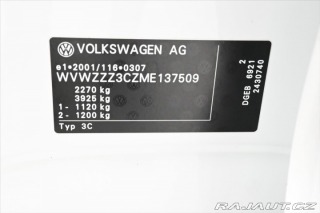 VOLKSWAGEN AG
e1*2001/116*0307
WVWZZZ3CZME137509
2270 kg
3925 kg
1 - 1120 kg
2 - 1200 kg
Typ 3C
2
DGEB 6921
2430740
RAJAUT.CZ